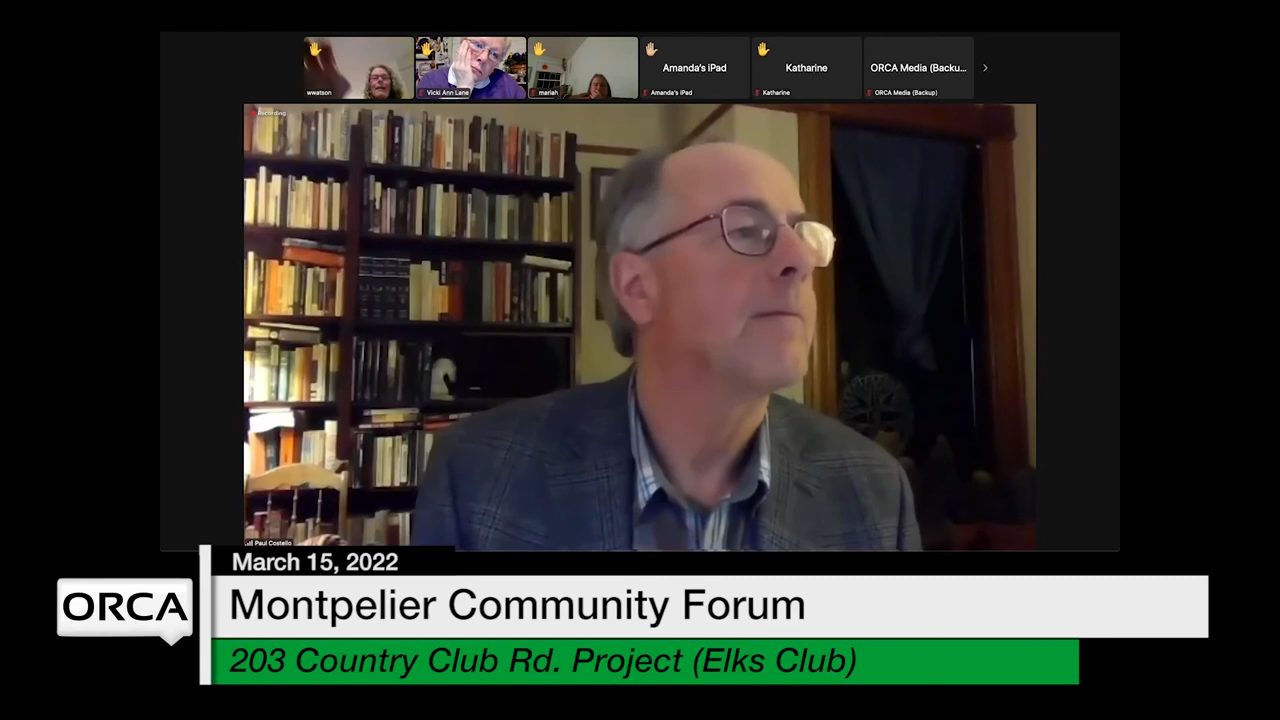 Amanda's iPad
Katharine
ORCA Media (Backu...
wwatson
Vicki Ann Lane
mariah
Amanda's iPad
Katharine
ORCA Media (Backup)
Recording
Paul Costello
March 15, 2022
ORCA
Montpelier Community Forum
203 Country Club Rd. Project (Elks Club)